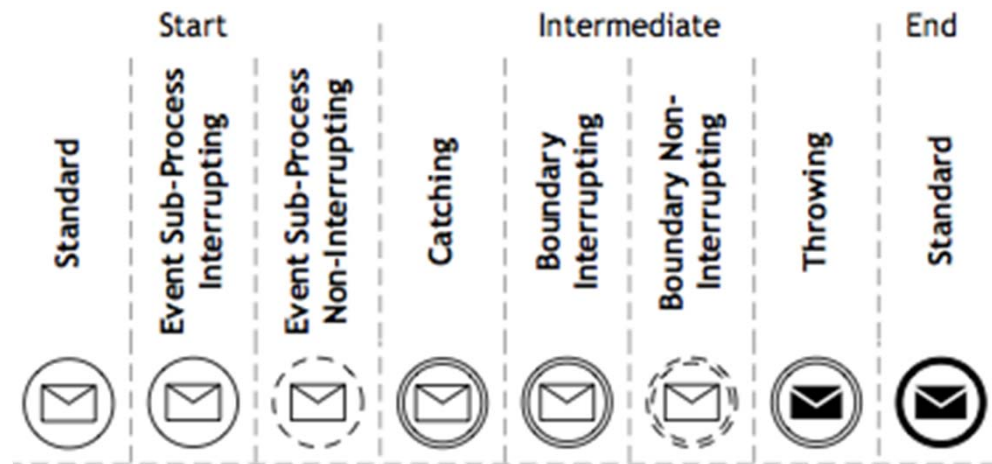 Start
Intermediate
End
Standard
Event Sub-Process
Interrupting
Event Sub-Process
Non-Interrupting
Catching
Boundary
Interrupting
Boundary Non-
Interrupting
Throwing
Standard